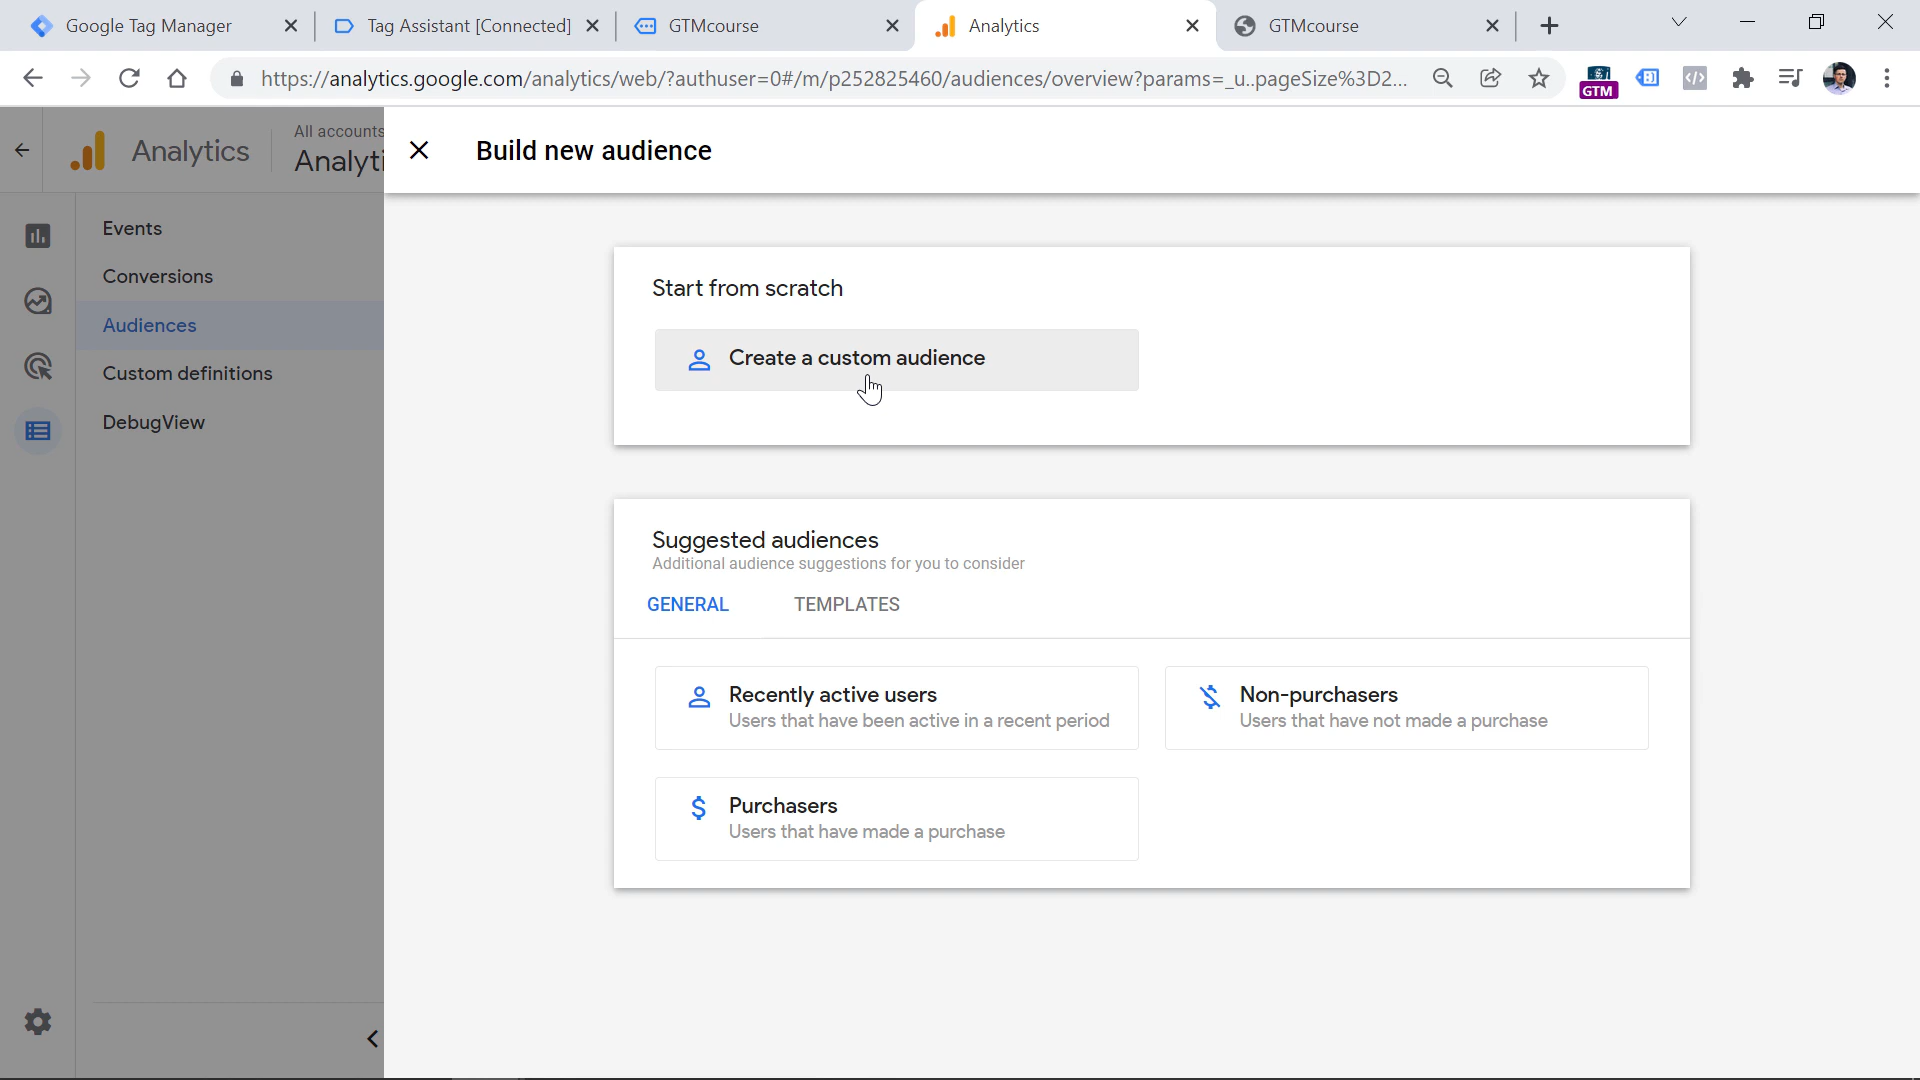 Google Tag Manager
Tag Assistant [Connected]
GTMcourse
Analytics
GTMcourse
https://analytics.google.com/analytics/web/?authuser=0#/m/p252825460/audiences/overview?params=_u..pageSize%3D2...
GTM
Analytics
All accounts
Analyti
Build new audience
Events
Conversions
Audiences
Custom definitions
DebugView
Start from scratch
Create a custom audience
Suggested audiences
Additional audience suggestions for you to consider
GENERAL
TEMPLATES
Recently active users
Users that have been active in a recent period
Non-purchasers
Users that have not made a purchase
Purchasers
Users that have made a purchase